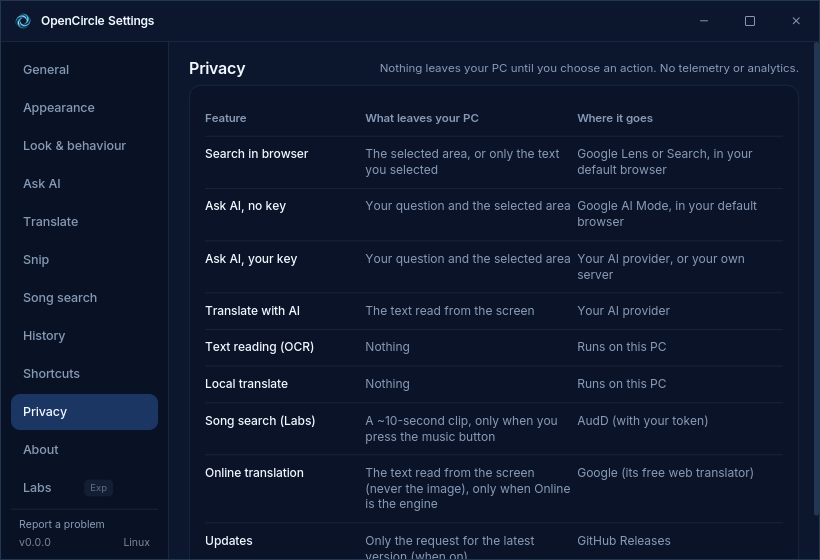 OpenCircle Settings
General
Appearance
Look & behaviour
Ask AI
Translate
Snip
Song search
History
Shortcuts
Privacy
About
Labs Exp
Report a problem
v0.0.0 Linux
Privacy
Nothing leaves your PC until you choose an action. No telemetry or analytics.
Feature What leaves your PC Where it goes
Search in browser
The selected area, or only the text
you selected
Google Lens or Search, in your
default browser
Ask AI, no key
Your question and the selected area
Google AI Mode, in your default
browser
Ask AI, your key
Your question and the selected area
Your AI provider, or your own
server
Translate with AI
The text read from the screen
Your AI provider
Text reading (OCR)
Nothing
Runs on this PC
Local translate
Nothing
Runs on this PC
Song search (Labs)
A ~10-second clip, only when you
press the music button
AudD (with your token)
Online translation
The text read from the screen
(never the image), only when Online
is the engine
Google (its free web translator)
Updates
Only the request for the latest
version (when on)
GitHub Releases